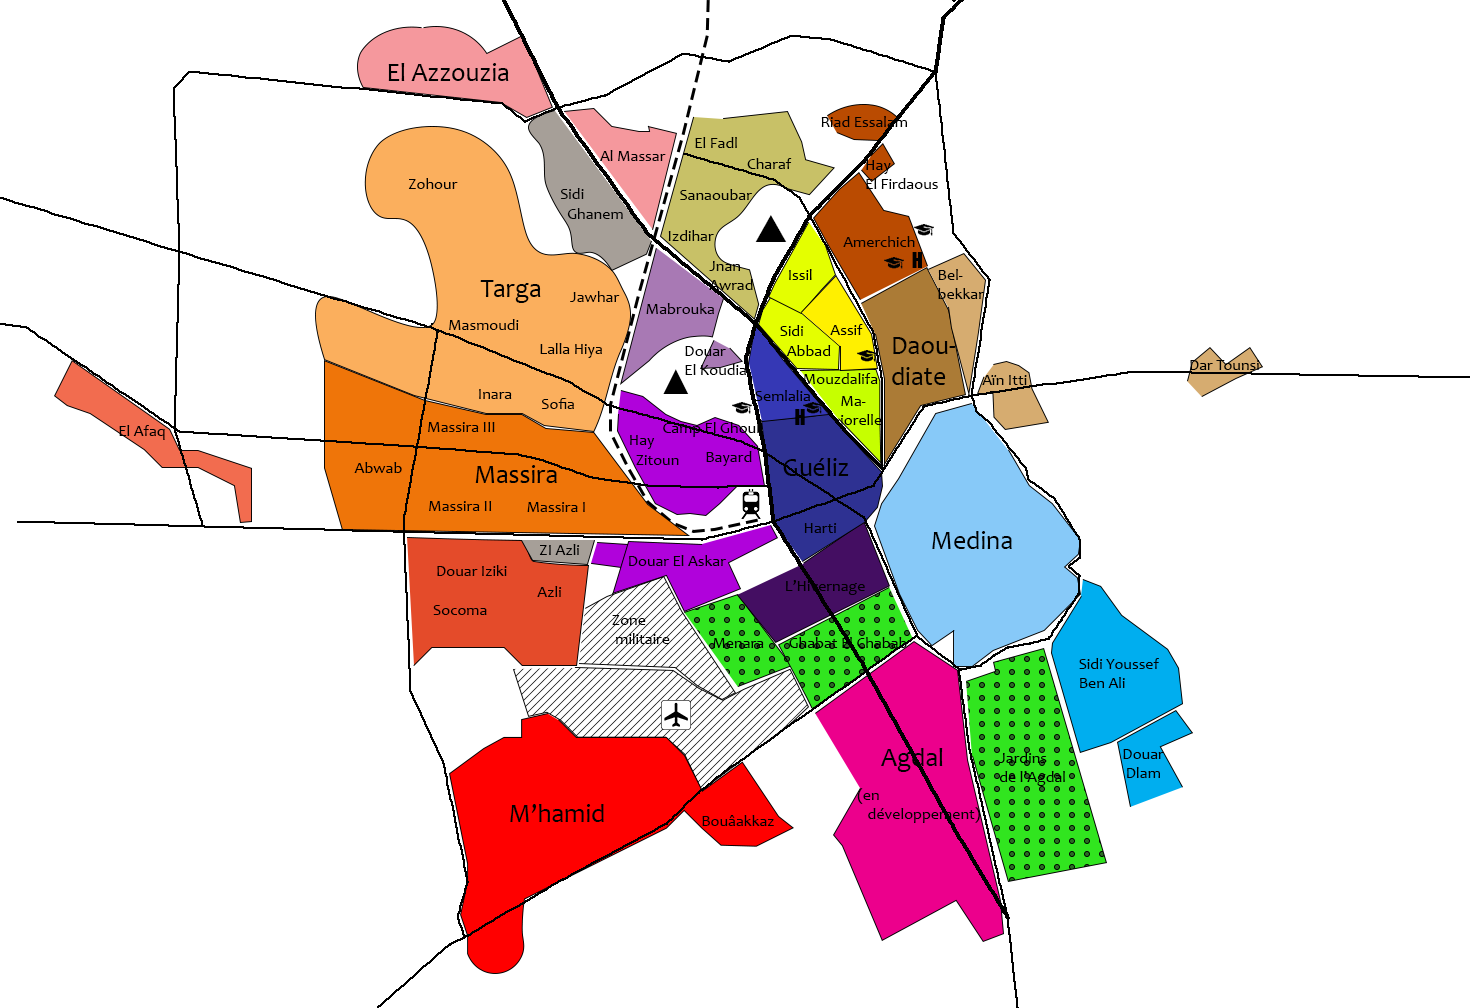 El Azzouzia
Riad Essalam
El Fadl
Al Massar
Charaf
Hay
El Firdaous
Zohour
Sidi
Ghanem
Sanaoubar
Izdihar
Amerchich
Jnan
Awrad
Issil
Bel-
bekkar
Targa
Jawhar
Mabrouka
Masmoudi
Sidi
Abbad
Assif
Daou-
diate
Lalla Hiya
Douar
El Koudia
Dar Tounsi
Mouzdalifa
Aïn Itti
Inara
Sofia
Semlalia
Ma-
jorelle
El Afaq
Massira III
Camp El Ghoul
Hay
Zitoun
Bayard
Abwab
Massira
Guéliz
Massira II
Massira I
Harti
Medina
ZI Azli
Douar El Askar
Douar Iziki
Azli
Socoma
L'Hivernage
Zone
militaire
Menara
Ghabat El Chabab
Sidi Youssef
Ben Ali
Agdal
(en
développement)
Jardins
de l'Agdal
Douar
Dlam
M'hamid
Bouâakkaz
H
H